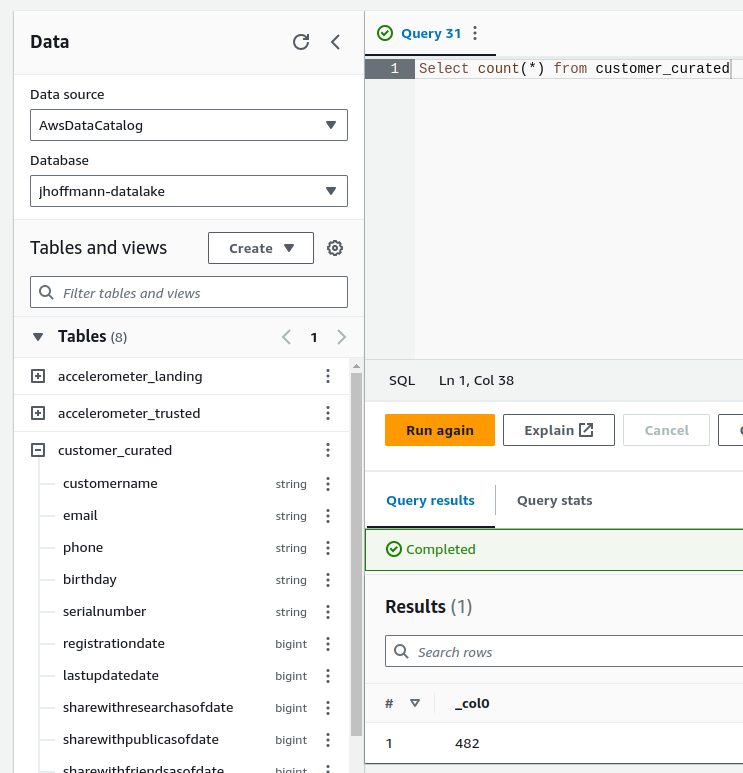 Data
Data source
AwsDataCatalog
Database
jhoffmann-datalake
Tables and views
Create
Filter tables and views
Tables (8)
1
accelerometer_landing
accelerometer_trusted
customer_curated
customername string
email string
phone string
birthday string
serialnumber string
registrationdate bigint
lastupdatedate bigint
sharewithresearchasofdate bigint
sharewithpublicasofdate bigint
sharewithfriendsasofdate bigint
Query 31
1 Select count(*) from customer_curated
SQL Ln 1, Col 38
Run again Explain Cancel
Query results Query stats
Completed
Results (1)
Search rows
# _col0
1 482